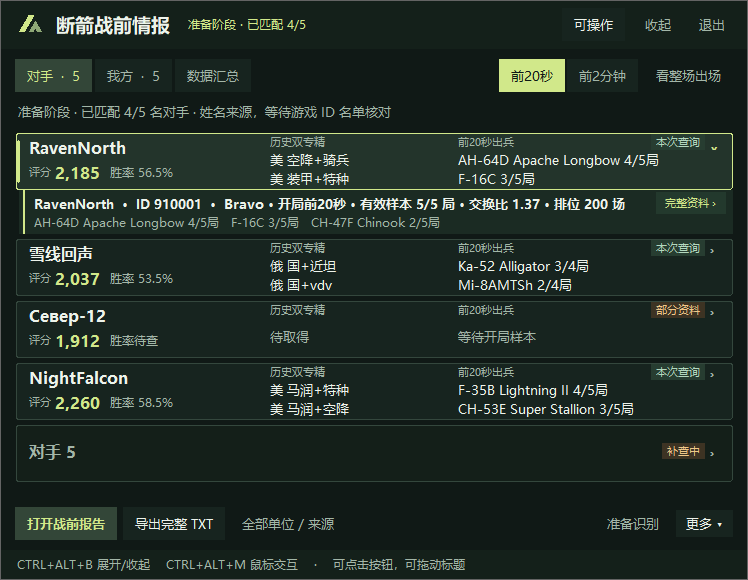 断箭战前情报 准备阶段 · 已匹配 4/5 可操作 收起 退出
对手 · 5 我方 · 5 数据汇总 前20秒 前2分钟 看整场出场
准备阶段 · 已匹配 4/5 名对手 · 姓名来源，等待游戏 ID 名单核对
RavenNorth 历史双专精 前20秒出兵 本次查询
评分 2,185 胜率 56.5% 美 空降+骑兵 AH-64D Apache Longbow 4/5局
美 装甲+特种 F-16C 3/5局
RavenNorth • ID 910001 • Bravo • 开局前20秒 • 有效样本 5/5 局 • 交换比 1.37 • 排位 200 场 完整资料 ›
AH-64D Apache Longbow 4/5局 F-16C 3/5局 CH-47F Chinook 2/5局
雪线回声 历史双专精 前20秒出兵 本次查询 ›
评分 2,037 胜率 53.5% 俄 国+近坦 Ka-52 Alligator 3/4局
俄 国+vdv Mi-8AMTSh 2/4局
Север-12 历史双专精 前20秒出兵 部分资料 ›
评分 1,912 胜率待查 待取得 等待开局样本
NightFalcon 历史双专精 前20秒出兵 本次查询 ›
评分 2,260 胜率 58.5% 美 马润+特种 F-35B Lightning II 4/5局
美 马润+空降 CH-53E Super Stallion 3/5局
对手 5 补查中 ›
打开战前报告 导出完整 TXT 全部单位 / 来源 准备识别 更多 ▾
CTRL+ALT+B 展开/收起 CTRL+ALT+M 鼠标交互 · 可点击按钮，可拖动标题